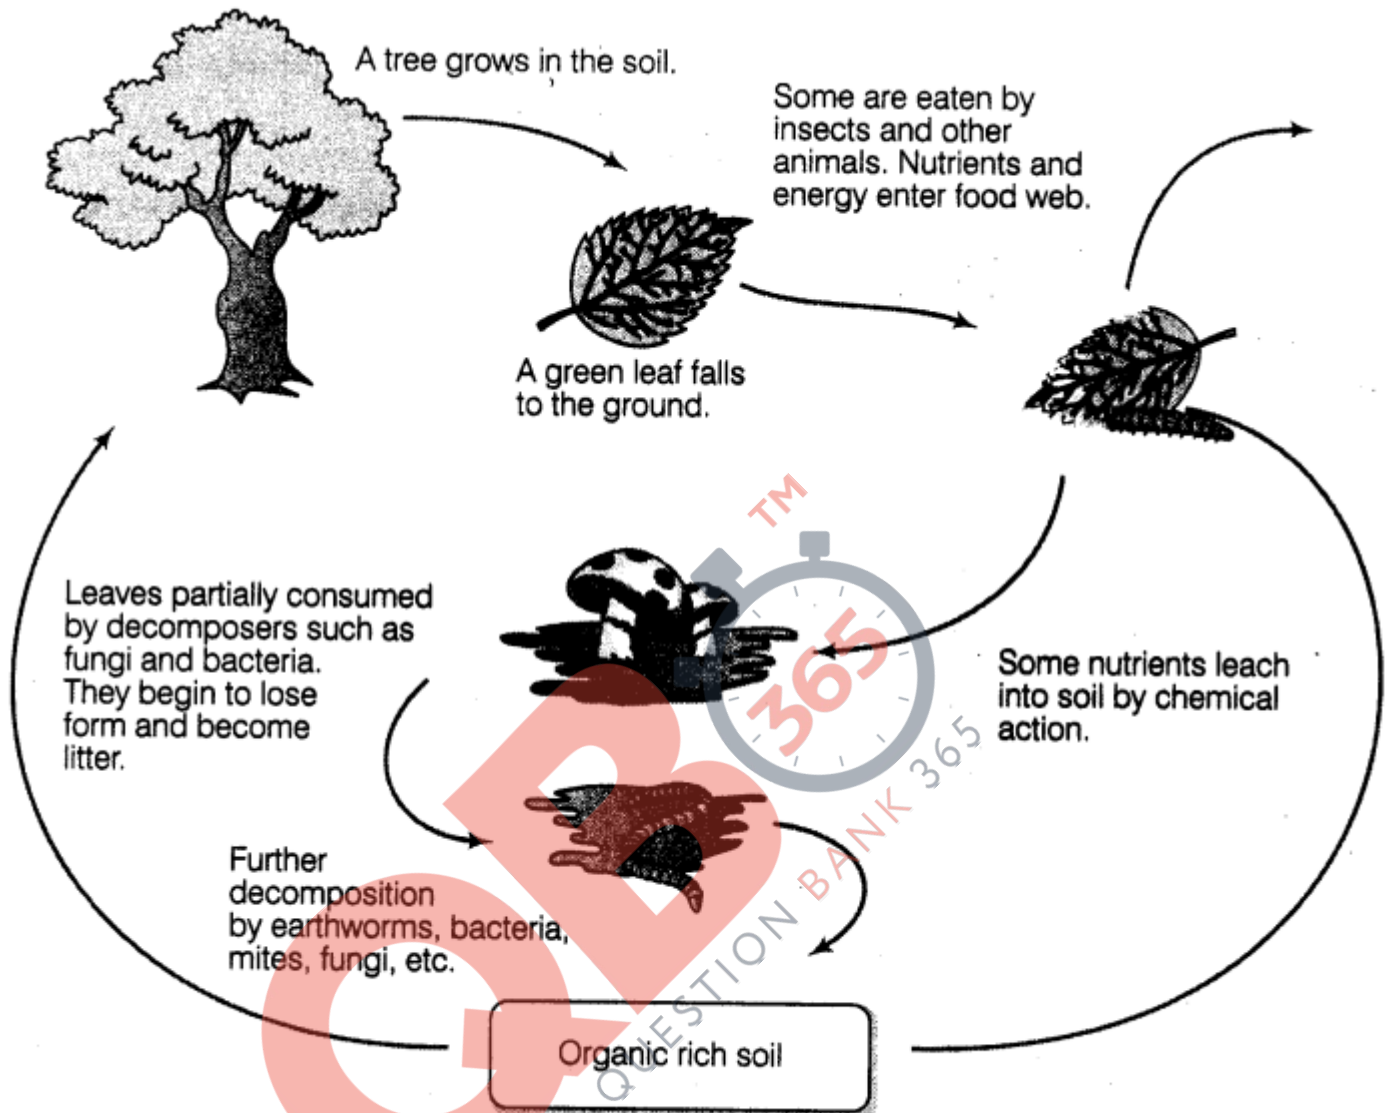 A tree grows in the soil.
Some are eaten by
insects and other
animals. Nutrients and
energy enter food web.
A green leaf falls
to the ground.
Leaves partially consumed
by decomposers such as
fungi and bacteria.
They begin to lose
form and become
litter.
Some nutrients leach
into soil by chemical
action.
Further
decomposition
by earthworms, bacteria,
mites, fungi, etc.
Organic rich soil
QB
365
TM
QUESTION BANK 365